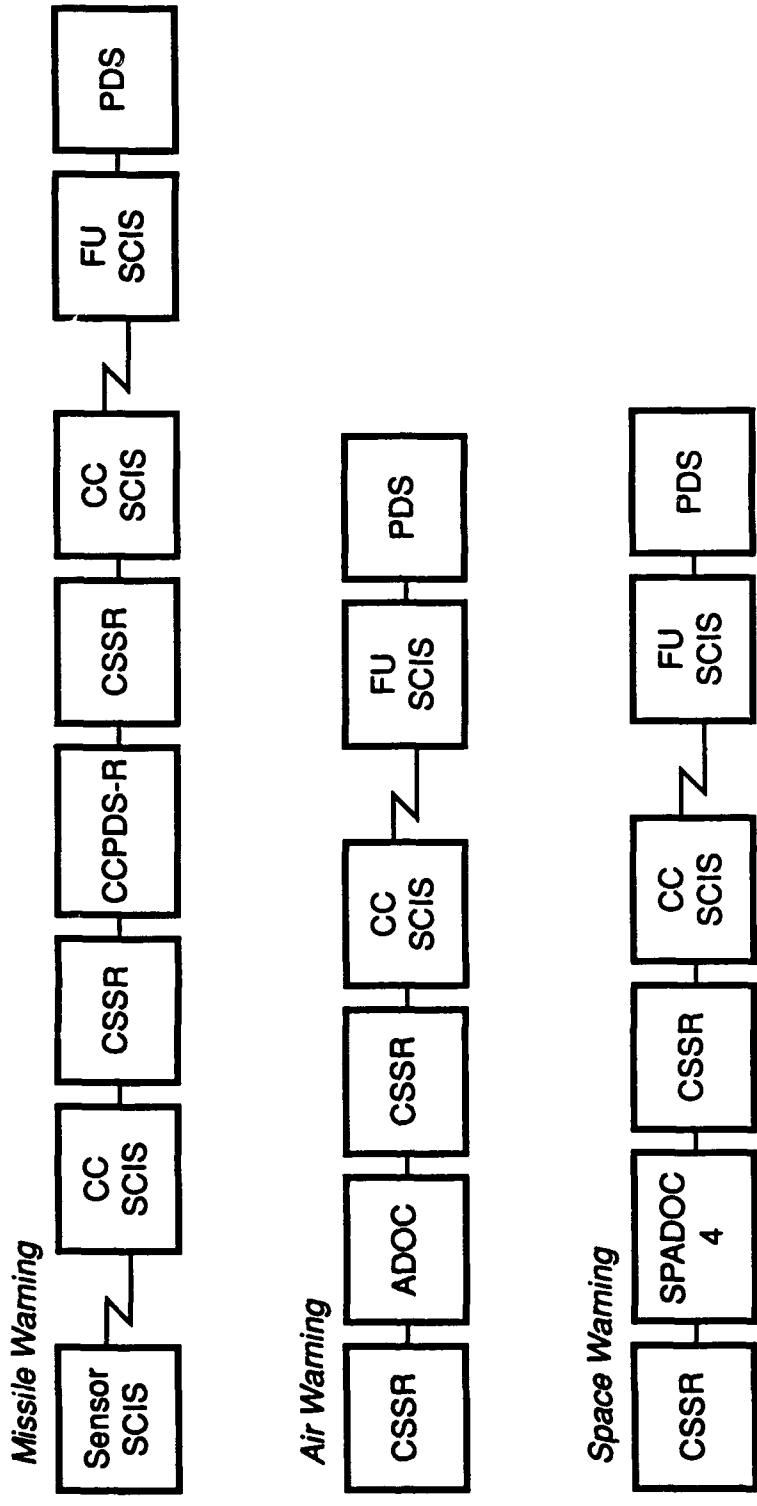 Missile Warning
Sensor
SCIS
CC
SCIS
CSSR
CCPDS-R
CSSR
CC
SCIS
FU
SCIS
PDS
Air Warning
CSSR
ADOC
CSSR
CC
SCIS
FU
SCIS
PDS
Space Warning
CSSR
SPADOC
4
CSSR
CC
SCIS
FU
SCIS
PDS